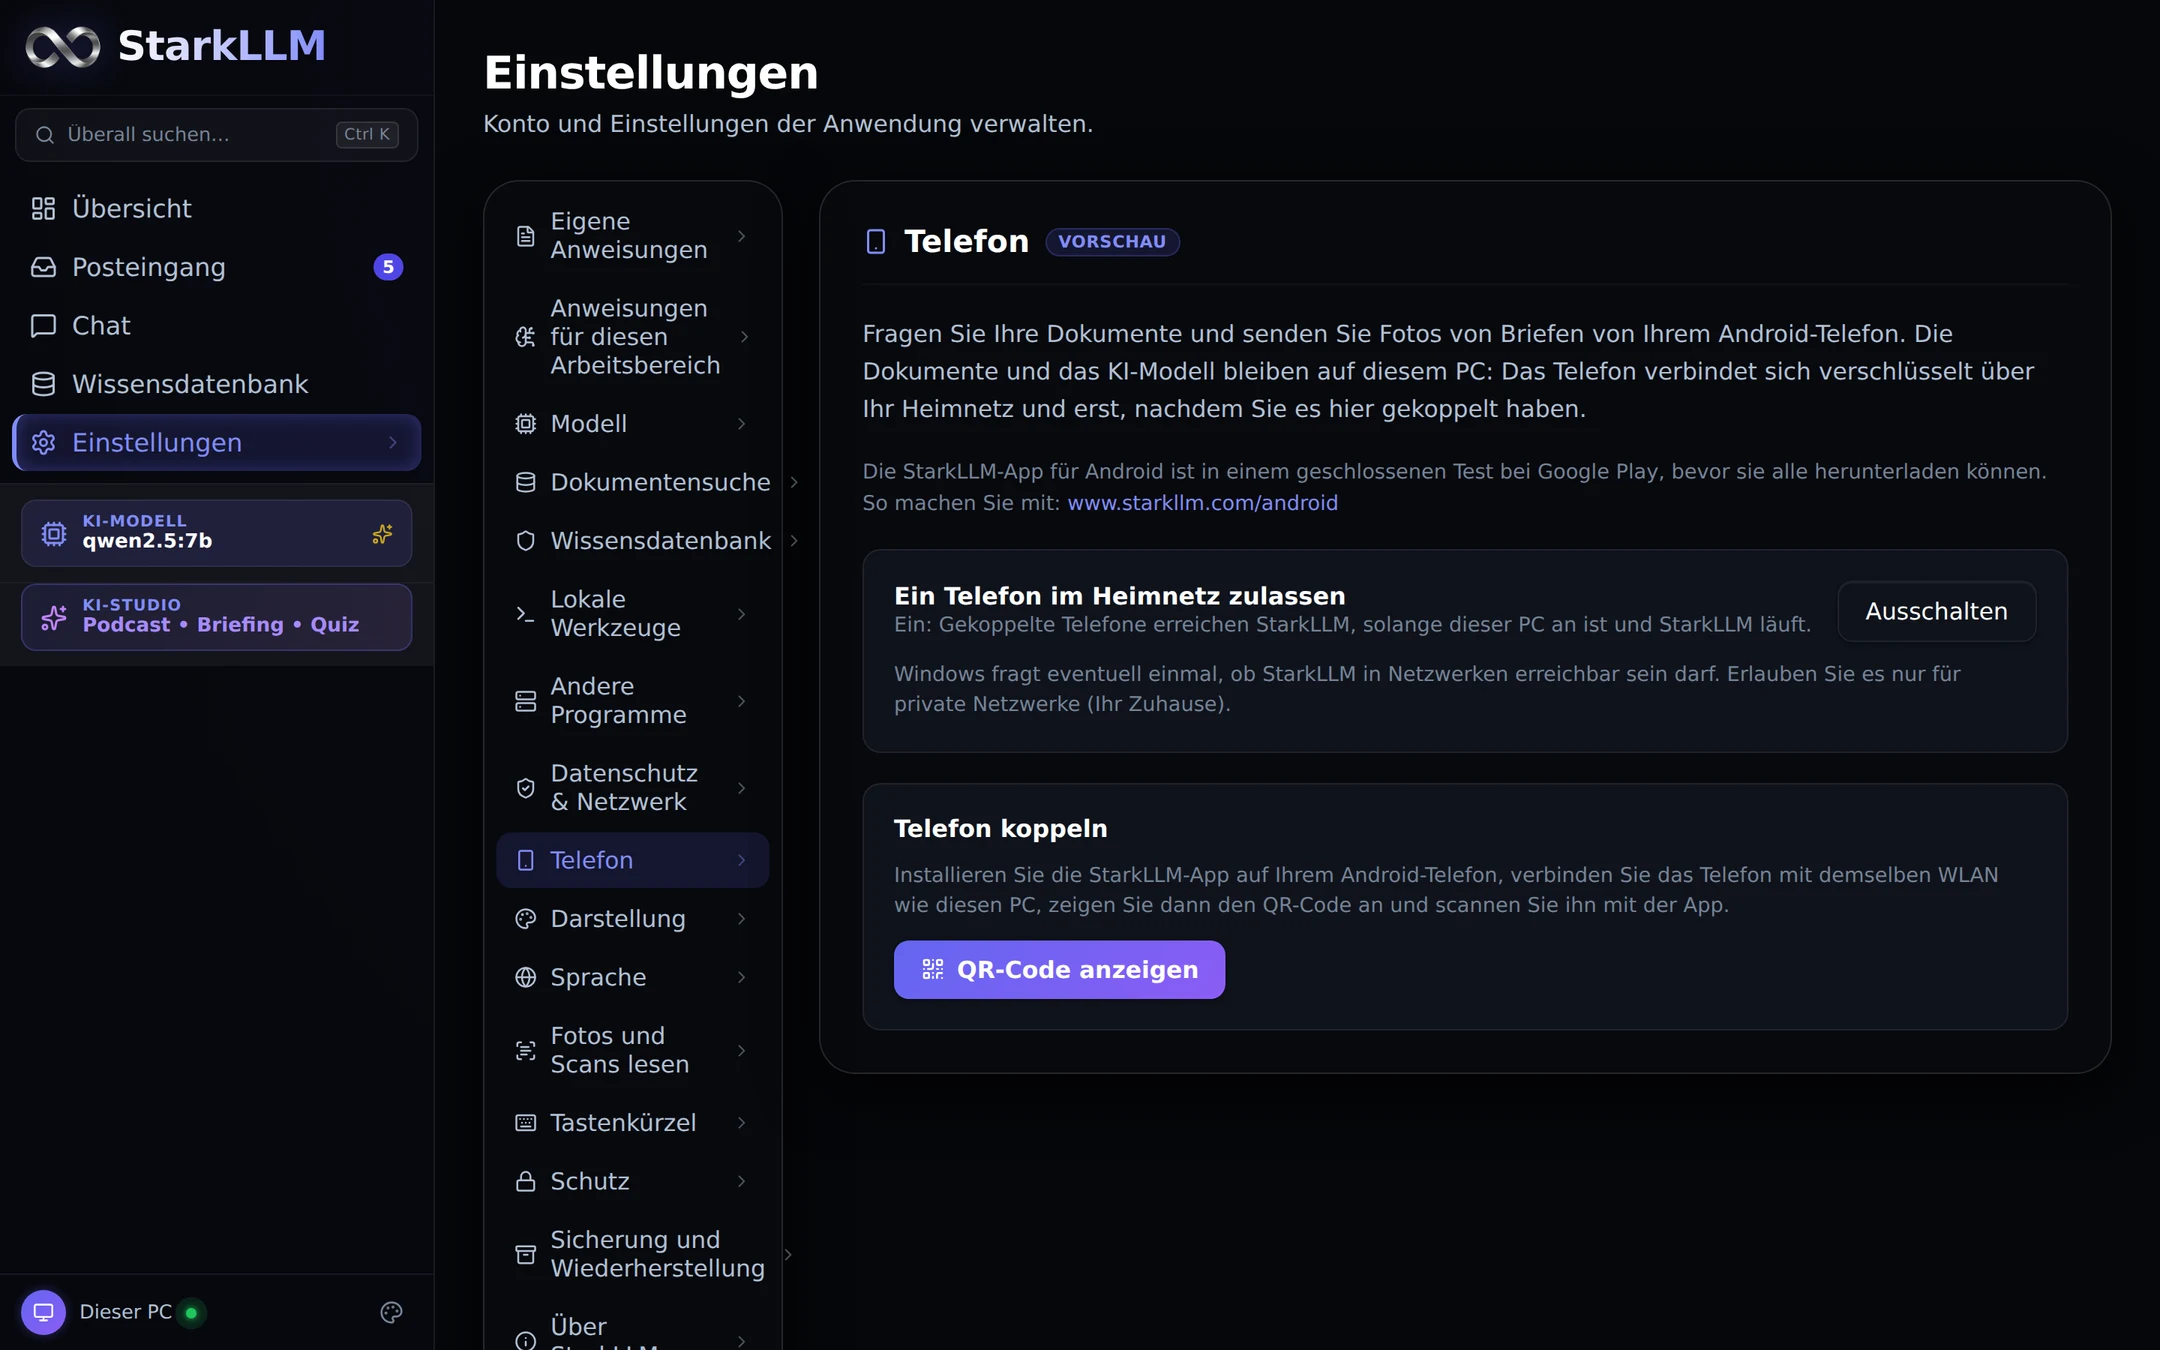 StarkLLM
Überall suchen...
Ctrl K
Übersicht
Posteingang
5
Chat
Wissensdatenbank
Einstellungen
KI-MODELL
qwen2.5:7b
KI-STUDIO
Podcast • Briefing • Quiz
Dieser PC
Einstellungen
Konto und Einstellungen der Anwendung verwalten.
Eigene
Anweisungen
Anweisungen
für diesen
Arbeitsbereich
Modell
Dokumentensuche
Wissensdatenbank
Lokale
Werkzeuge
Andere
Programme
Datenschutz
& Netzwerk
Telefon
Darstellung
Sprache
Fotos und
Scans lesen
Tastenkürzel
Schutz
Sicherung und
Wiederherstellung
Über
StarkLLM
Telefon
VORSCHAU
Fragen Sie Ihre Dokumente und senden Sie Fotos von Briefen von Ihrem Android-Telefon. Die
Dokumente und das KI-Modell bleiben auf diesem PC: Das Telefon verbindet sich verschlüsselt über
Ihr Heimnetz und erst, nachdem Sie es hier gekoppelt haben.
Die StarkLLM-App für Android ist in einem geschlossenen Test bei Google Play, bevor sie alle herunterladen können.
So machen Sie mit: www.starkllm.com/android
Ein Telefon im Heimnetz zulassen
Ein: Gekoppelte Telefone erreichen StarkLLM, solange dieser PC an ist und StarkLLM läuft.
Ausschalten
Windows fragt eventuell einmal, ob StarkLLM in Netzwerken erreichbar sein darf. Erlauben Sie es nur für
private Netzwerke (Ihr Zuhause).
Telefon koppeln
Installieren Sie die StarkLLM-App auf Ihrem Android-Telefon, verbinden Sie das Telefon mit demselben WLAN
wie diesen PC, zeigen Sie dann den QR-Code an und scannen Sie ihn mit der App.
QR-Code anzeigen